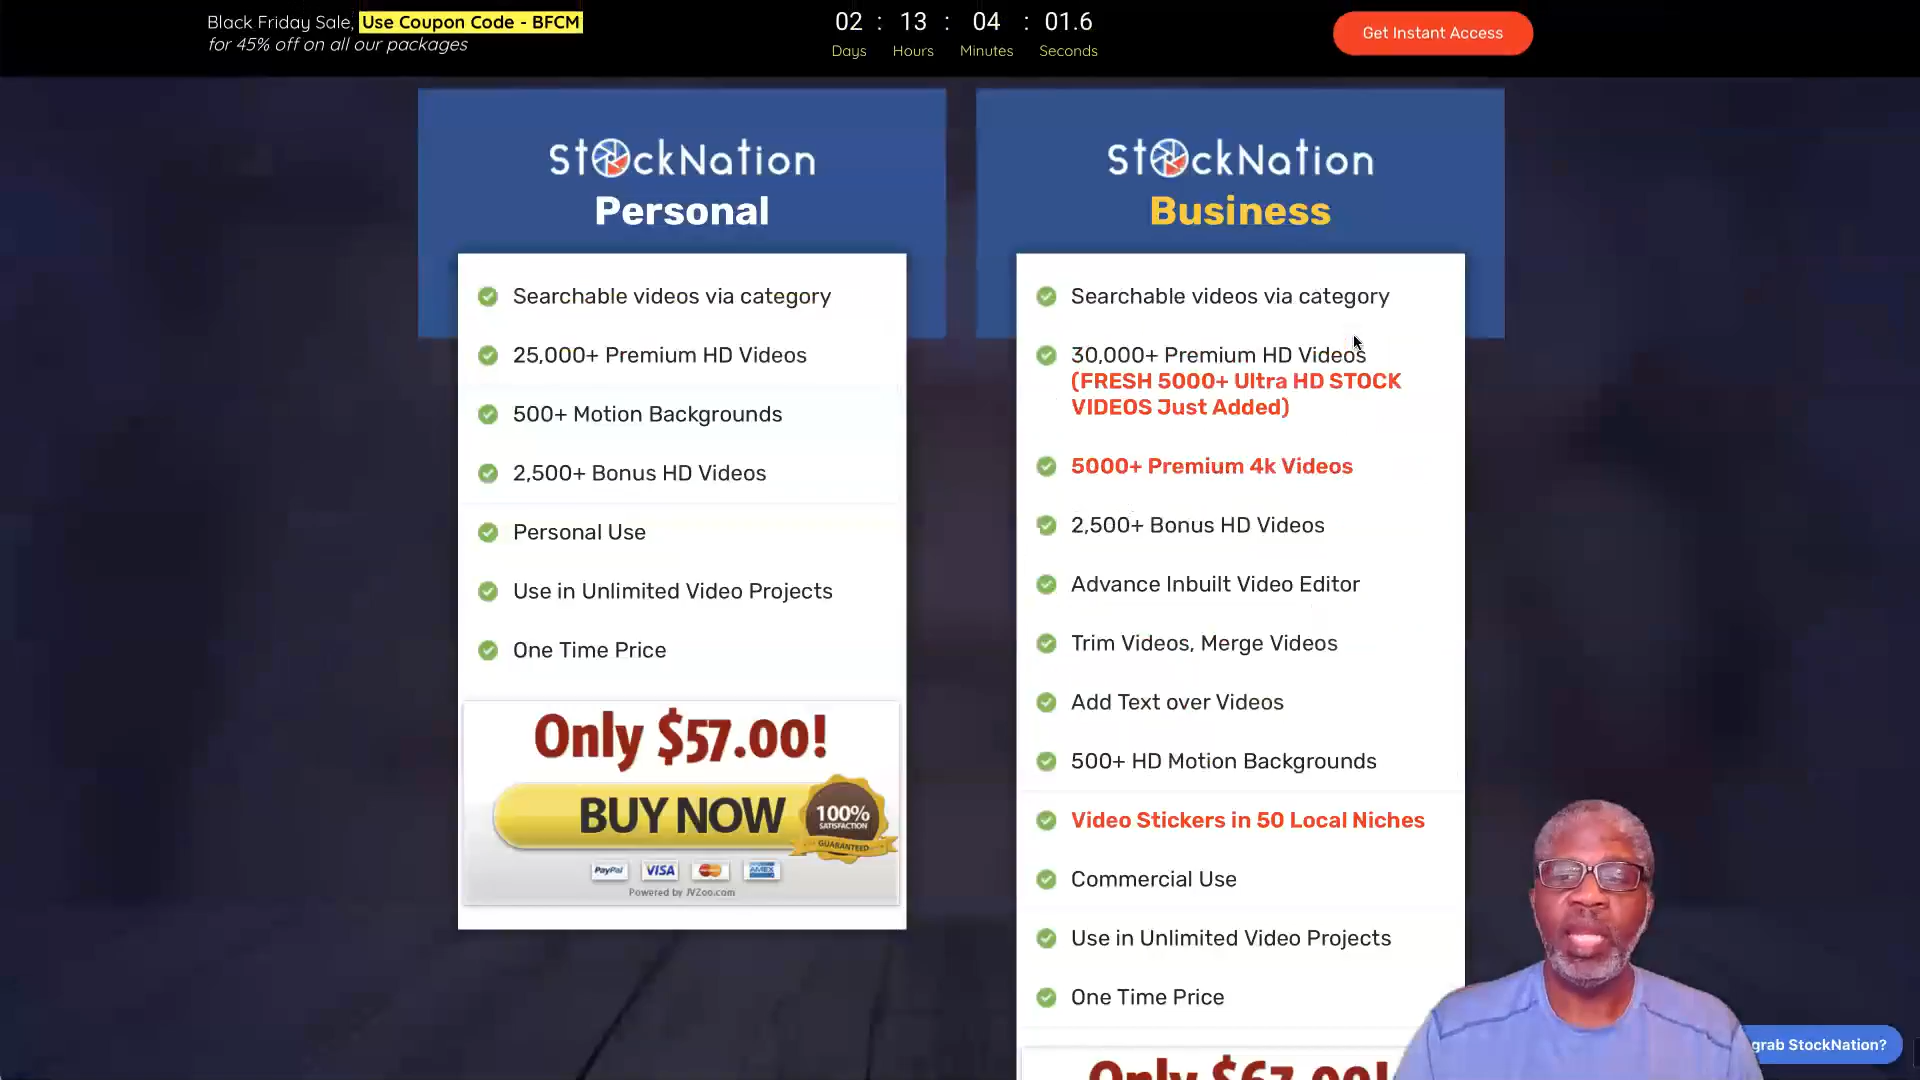 Black Friday Sale, Use Coupon Code - BFCM
for 45% off on all our packages
02 : 13 : 04 : 01.6
Days Hours Minutes Seconds
Get Instant Access
StockNation
Personal
Searchable videos via category
25,000+ Premium HD Videos
500+ Motion Backgrounds
2,500+ Bonus HD Videos
Personal Use
Use in Unlimited Video Projects
One Time Price
Only $57.00!
BUY NOW
100%
SATISFACTION
GUARANTEED
PayPal VISA MasterCard AMEX
Powered by JVZoo.com
StockNation
Business
Searchable videos via category
30,000+ Premium HD Videos
(FRESH 5000+ Ultra HD STOCK
VIDEOS Just Added)
5000+ Premium 4k Videos
2,500+ Bonus HD Videos
Advance Inbuilt Video Editor
Trim Videos, Merge Videos
Add Text over Videos
500+ HD Motion Backgrounds
Video Stickers in 50 Local Niches
Commercial Use
Use in Unlimited Video Projects
One Time Price
Only $67.00!
grab StockNation?